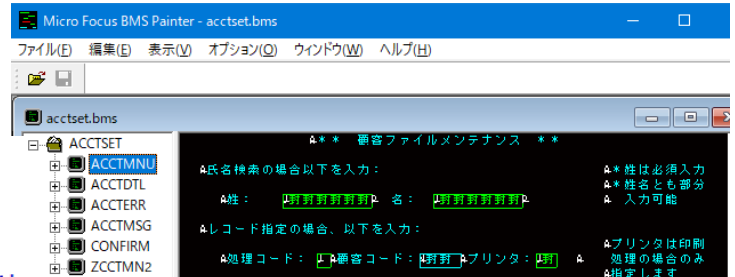 Micro Focus BMS Painter - acctset.bms
ファイル(F) 編集(E) 表示(V) オプション(O) ウィンドウ(W) ヘルプ(H)
acctset.bms
ACCTSET
ACCTMNU
ACCTDTL
ACCTERR
ACCTMSG
CONFIRM
ZCCTMN2
A* * 顧客ファイルメンテナンス * *
A氏名検索の場合以下を入力:
A* 姓は必須入力
A* 姓名とも部分
A 入力可能
A姓: 名:
Aレコード指定の場合、以下を入力:
Aプリンタは印刷
処理の場合のみ
A指定します
A処理コード: A顧客コード: Aプリンタ: A